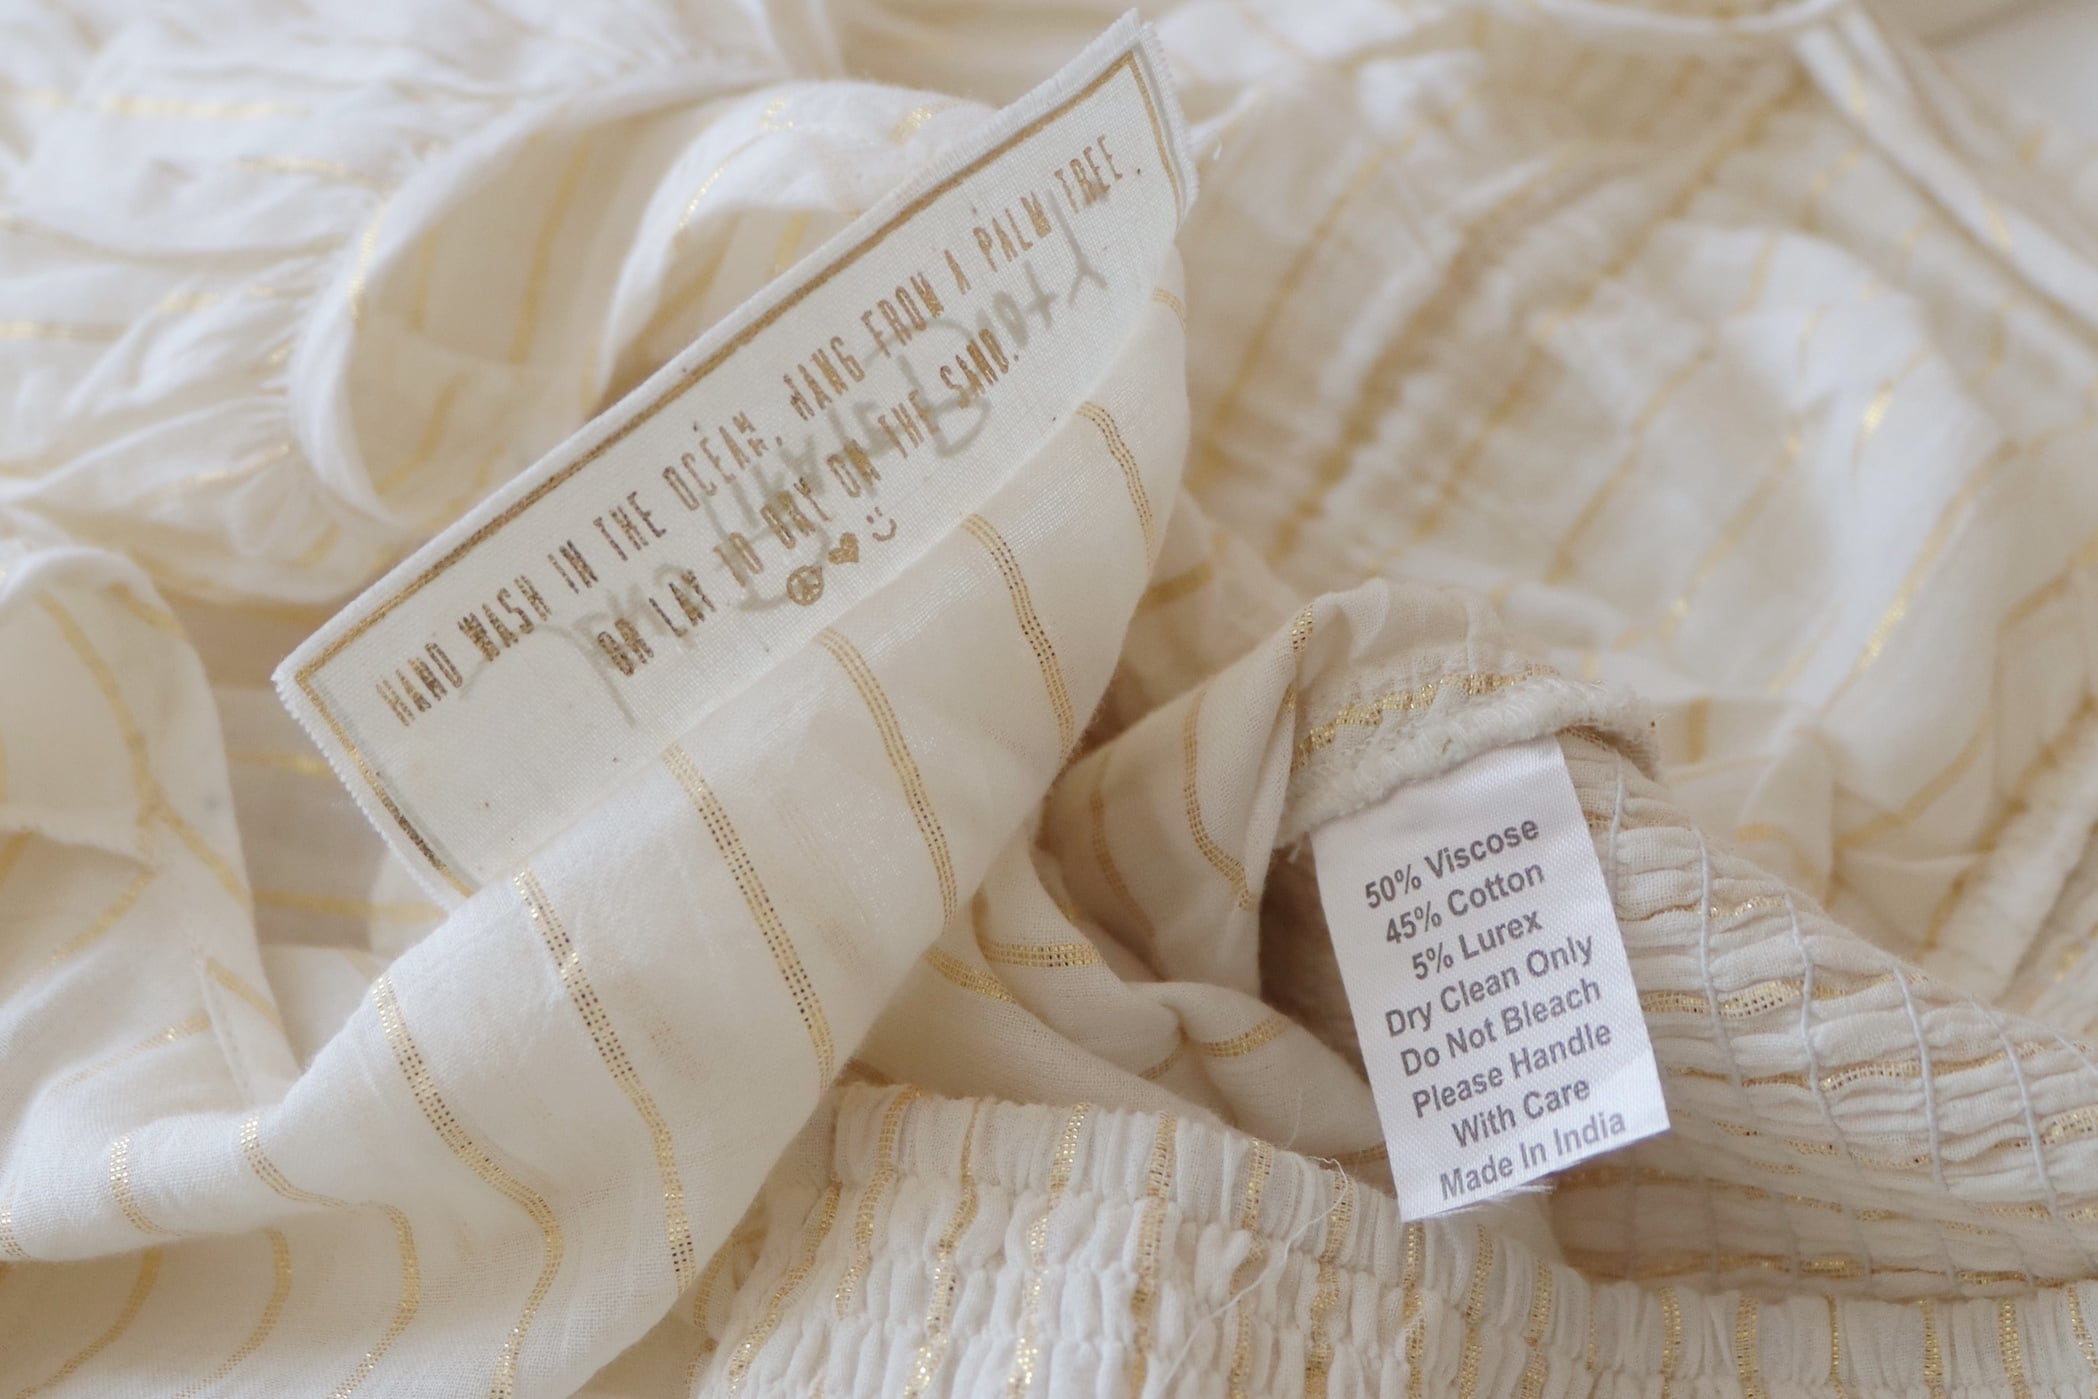 HAND WASH IN THE OCEAN. HANG FROM A PALM TREE.
OR LAY TO DRY ON THE SAND.
50% Viscose
45% Cotton
5% Lurex
Dry Clean Only
Do Not Bleach
Please Handle
With Care
Made In India